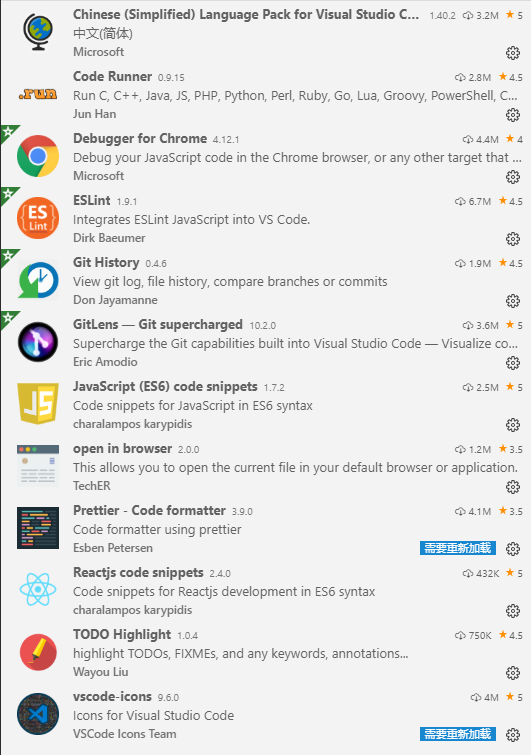 Chinese (Simplified) Language Pack for Visual Studio C... 1.40.2 3.2M 5
中文(简体)
Microsoft
Code Runner 0.9.15 2.8M 4.5
.run Run C, C++, Java, JS, PHP, Python, Perl, Ruby, Go, Lua, Groovy, PowerShell, C...
Jun Han
Debugger for Chrome 4.12.1 4.4M 4
Debug your JavaScript code in the Chrome browser, or any other target that ...
Microsoft
ESLint 1.9.1 6.7M 4.5
ES Lint Integrates ESLint JavaScript into VS Code.
Dirk Baeumer
Git History 0.4.6 1.9M 4.5
View git log, file history, compare branches or commits
Don Jayamanne
GitLens — Git supercharged 10.2.0 3.6M 5
Supercharge the Git capabilities built into Visual Studio Code — Visualize co...
Eric Amodio
JavaScript (ES6) code snippets 1.7.2 2.5M 5
JS Code snippets for JavaScript in ES6 syntax
charalampos karypidis
open in browser 2.0.0 1.2M 3.5
This allows you to open the current file in your default browser or application.
TechER
Prettier - Code formatter 3.9.0 4.1M 3.5
Code formatter using prettier
Esben Petersen 需要重新加载
Reactjs code snippets 2.4.0 432K 5
Code snippets for Reactjs development in ES6 syntax
charalampos karypidis
TODO Highlight 1.0.4 750K 4.5
highlight TODOs, FIXMEs, and any keywords, annotations...
Wayou Liu
vscode-icons 9.6.0 4M 5
Icons for Visual Studio Code
VSCode Icons Team 需要重新加载